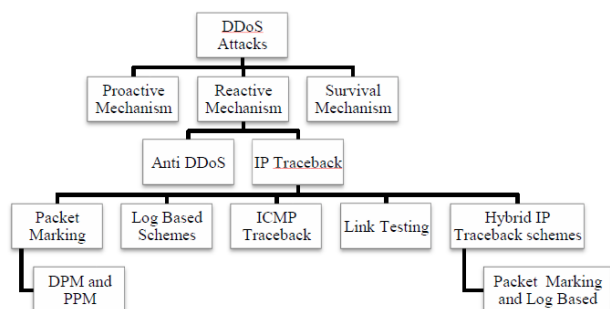 DDoS
Attacks
Proactive
Mechanism
Reactive
Mechanism
Survival
Mechanism
Anti DDoS
IP Traceback
Packet
Marking
Log Based
Schemes
ICMP
Traceback
Link Testing
Hybrid IP
Traceback schemes
DPM and
PPM
Packet Marking
and Log Based